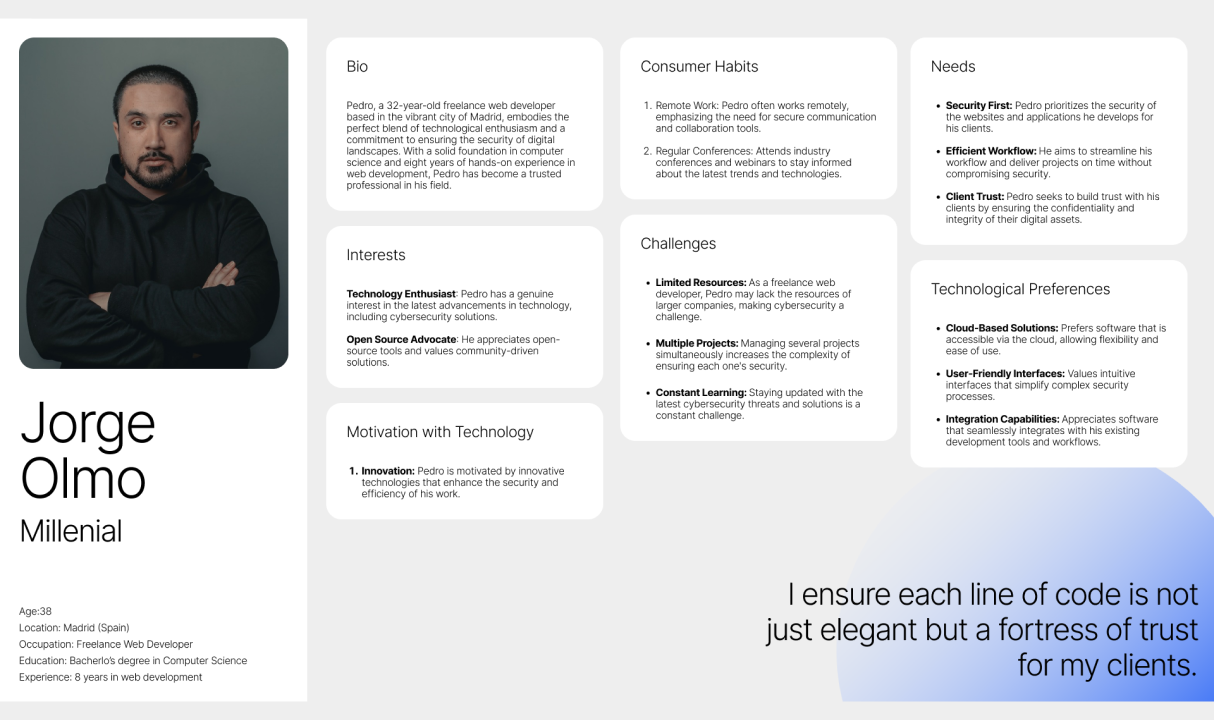 Jorge
Olmo
Millenial
Age:38
Location: Madrid (Spain)
Occupation: Freelance Web Developer
Education: Bacherlo's degree in Computer Science
Experience: 8 years in web development
Bio
Pedro, a 32-year-old freelance web developer
based in the vibrant city of Madrid, embodies the
perfect blend of technological enthusiasm and a
commitment to ensuring the security of digital
landscapes. With a solid foundation in computer
science and eight years of hands-on experience in
web development, Pedro has become a trusted
professional in his field.
Interests
Technology Enthusiast: Pedro has a genuine
interest in the latest advancements in technology,
including cybersecurity solutions.
Open Source Advocate: He appreciates open-
source tools and values community-driven
solutions.
Motivation with Technology
1. Innovation: Pedro is motivated by innovative
technologies that enhance the security and
efficiency of his work.
Consumer Habits
1. Remote Work: Pedro often works remotely,
emphasizing the need for secure communication
and collaboration tools.
2. Regular Conferences: Attends industry
conferences and webinars to stay informed
about the latest trends and technologies.
Challenges
• Limited Resources: As a freelance web
developer, Pedro may lack the resources of
larger companies, making cybersecurity a
challenge.
• Multiple Projects: Managing several projects
simultaneously increases the complexity of
ensuring each one's security.
• Constant Learning: Staying updated with the
latest cybersecurity threats and solutions is a
constant challenge.
Needs
• Security First: Pedro prioritizes the security of
the websites and applications he develops for
his clients.
• Efficient Workflow: He aims to streamline his
workflow and deliver projects on time without
compromising security.
• Client Trust: Pedro seeks to build trust with his
clients by ensuring the confidentiality and
integrity of their digital assets.
Technological Preferences
• Cloud-Based Solutions: Prefers software that is
accessible via the cloud, allowing flexibility and
ease of use.
• User-Friendly Interfaces: Values intuitive
interfaces that simplify complex security
processes.
• Integration Capabilities: Appreciates software
that seamlessly integrates with his existing
development tools and workflows.
I ensure each line of code is not
just elegant but a fortress of trust
for my clients.